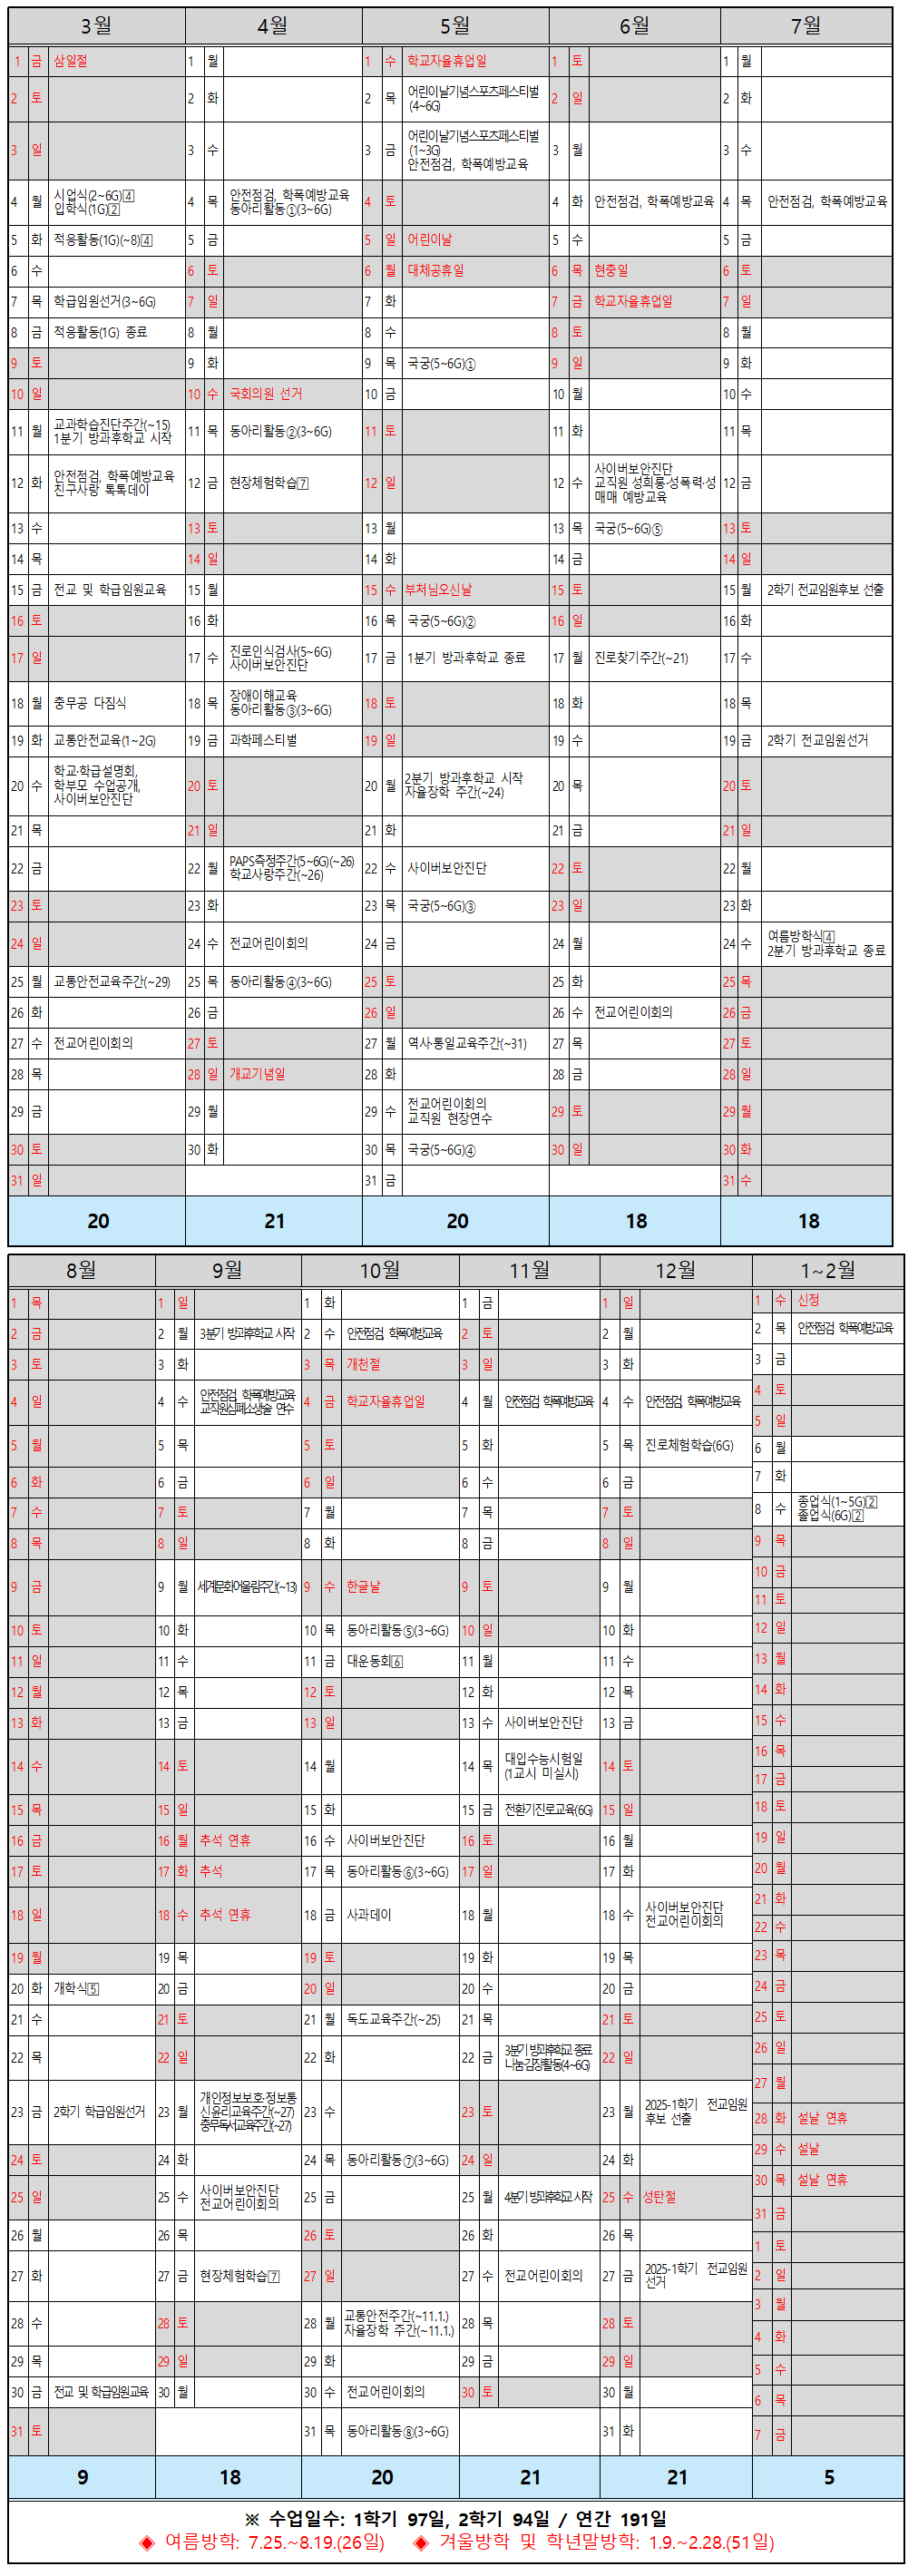 3월
1 금 삼일절
2 토
3 일
4 월 시업식(2~6G)④
입학식(1G)②
5 화 적응활동(1G)(~8)④
6 수
7 목 학급임원선거(3~6G)
8 금 적응활동(1G) 종료
9 토
10 일
11 월 교과학습진단주간(~15)
1분기 방과후학교 시작
12 화 안전점검, 학폭예방교육
친구사랑 톡톡데이
13 수
14 목
15 금 전교 및 학급임원교육
16 토
17 일
18 월 충무공 다짐식
19 화 교통안전교육(1~2G)
20 수 학교·학급설명회,
학부모 수업공개,
사이버보안진단
21 목
22 금
23 토
24 일
25 월 교통안전교육주간(~29)
26 화
27 수 전교어린이회의
28 목
29 금
30 토
31 일
20
4월
1 월
2 화
3 수
4 목 안전점검, 학폭예방교육
동아리활동①(3~6G)
5 금
6 토
7 일
8 월
9 화
10 수 국회의원 선거
11 목 동아리활동②(3~6G)
12 금 현장체험학습7
13 토
14 일
15 월
16 화
17 수 진로인식검사(5~6G)
사이버보안진단
18 목 장애이해교육
동아리활동③(3~6G)
19 금 과학페스티벌
20 토
21 일
22 월 PAPS측정주간(5~6G)(~26)
학교사랑주간(~26)
23 화
24 수 전교어린이회의
25 목 동아리활동④(3~6G)
26 금
27 토
28 일 개교기념일
29 월
30 화
21
5월
1 수 학교자율휴업일
2 목 어린이날기념스포츠페스티벌
(4~6G)
3 금 어린이날기념스포츠페스티벌
(1~3G)
안전점검, 학폭예방교육
4 토
5 일 어린이날
6 월 대체공휴일
7 화
8 수
9 목 국궁(5~6G)①
10 금
11 토
12 일
13 월
14 화
15 수 부처님오신날
16 목 국궁(5~6G)②
17 금 1분기 방과후학교 종료
18 토
19 일
20 월 2분기 방과후학교 시작
자율장학 주간(~24)
21 화
22 수 사이버보안진단
23 목 국궁(5~6G)③
24 금
25 토
26 일
27 월 역사·통일교육주간(~31)
28 화
29 수 전교어린이회의
교직원 현장연수
30 목 국궁(5~6G)④
31 금
20
6월
1 토
2 일
3 월
4 화 안전점검, 학폭예방교육
5 수
6 목 현충일
7 금 학교자율휴업일
8 토
9 일
10 월
11 화
12 수 사이버보안진단
교직원 성희롱·성폭력·성
매매 예방교육
13 목 국궁(5~6G)⑤
14 금
15 토
16 일
17 월 진로찾기주간(~21)
18 화
19 수
20 목
21 금
22 토
23 일
24 월
25 화
26 수 전교어린이회의
27 목
28 금
29 토
30 일
18
7월
1 월
2 화
3 수
4 목 안전점검, 학폭예방교육
5 금
6 토
7 일
8 월
9 화
10 수
11 목
12 금
13 토
14 일
15 월 2학기 전교임원후보 선출
16 화
17 수
18 목
19 금 2학기 전교임원선거
20 토
21 일
22 월
23 화
24 수 여름방학식4
2분기 방과후학교 종료
25 목
26 금
27 토
28 일
29 월
30 화
31 수
18
8월
1 목
2 금
3 토
4 일
5 월
6 화
7 수
8 목
9 금
10 토
11 일
12 월
13 화
14 수
15 목
16 금
17 토
18 일
19 월
20 화 개학식5
21 수
22 목
23 금 2학기 학급임원선거
24 토
25 일
26 월
27 화
28 수
29 목
30 금 전교 및 학급임원교육
31 토
9
9월
1 일
2 월 3분기 방과후학교 시작
3 화
4 수 안전점검, 학폭예방교육
교직원심폐소생술 연수
5 목
6 금
7 토
8 일
9 월 세계문화어울림주간(~13)
10 화
11 수
12 목
13 금
14 토
15 일
16 월 추석 연휴
17 화 추석
18 수 추석 연휴
19 목
20 금
21 토
22 일
23 월 개인정보보호·정보통
신윤리교육주간(~27)
충무독서교육주간(~27)
24 화
25 수 사이버보안진단
전교어린이회의
26 목
27 금 현장체험학습7
28 토
29 일
30 월
18
10월
1 화
2 수 안전점검, 학폭예방교육
3 목 개천절
4 금 학교자율휴업일
5 토
6 일
7 월
8 화
9 수 한글날
10 목 동아리활동⑤(3~6G)
11 금 대운동회6
12 토
13 일
14 월
15 화
16 수 사이버보안진단
17 목 동아리활동⑥(3~6G)
18 금 사과데이
19 토
20 일
21 월 독도교육주간(~25)
22 화
23 수
24 목 동아리활동⑦(3~6G)
25 금
26 토
27 일
28 월 교통안전주간(~11.1.)
자율장학 주간(~11.1.)
29 화
30 수 전교어린이회의
31 목 동아리활동⑧(3~6G)
20
11월
1 금
2 토
3 일
4 월 안전점검, 학폭예방교육
5 화
6 수
7 목
8 금
9 토
10 일
11 월
12 화
13 수 사이버보안진단
14 목 대입수능시험일
(1교시 미실시)
15 금 전환기진로교육(6G)
16 토
17 일
18 월
19 화
20 수
21 목
22 금 3분기 방과후학교 종료
나눔김장활동(4~6G)
23 토
24 일
25 월 4분기 방과후학교 시작
26 화
27 수 전교어린이회의
28 목
29 금
30 토
21
12월
1 일
2 월
3 화
4 수 안전점검, 학폭예방교육
5 목 진로체험학습(6G)
6 금
7 토
8 일
9 월
10 화
11 수
12 목
13 금
14 토
15 일
16 월
17 화
18 수 사이버보안진단
전교어린이회의
19 목
20 금
21 토
22 일
23 월 2025-1학기 전교임원
후보 선출
24 화
25 수 성탄절
26 목
27 금 2025-1학기 전교임원
선거
28 토
29 일
30 월
31 화
21
1~2월
1 수 신정
2 목 안전점검, 학폭예방교육
3 금
4 토
5 일
6 월
7 화
8 수 종업식(1~5G)2
졸업식(6G)2
9 목
10 금
11 토
12 일
13 월
14 화
15 수
16 목
17 금
18 토
19 일
20 월
21 화
22 수
23 목
24 금
25 토
26 일
27 월
28 화 설날 연휴
29 수 설날
30 목 설날 연휴
31 금
1 토
2 일
3 월
4 화
5 수
6 목
7 금
5
※ 수업일수: 1학기 97일, 2학기 94일 / 연간 191일
◈ 여름방학: 7.25.~8.19.(26일) ◈ 겨울방학 및 학년말방학: 1.9.~2.28.(51일)